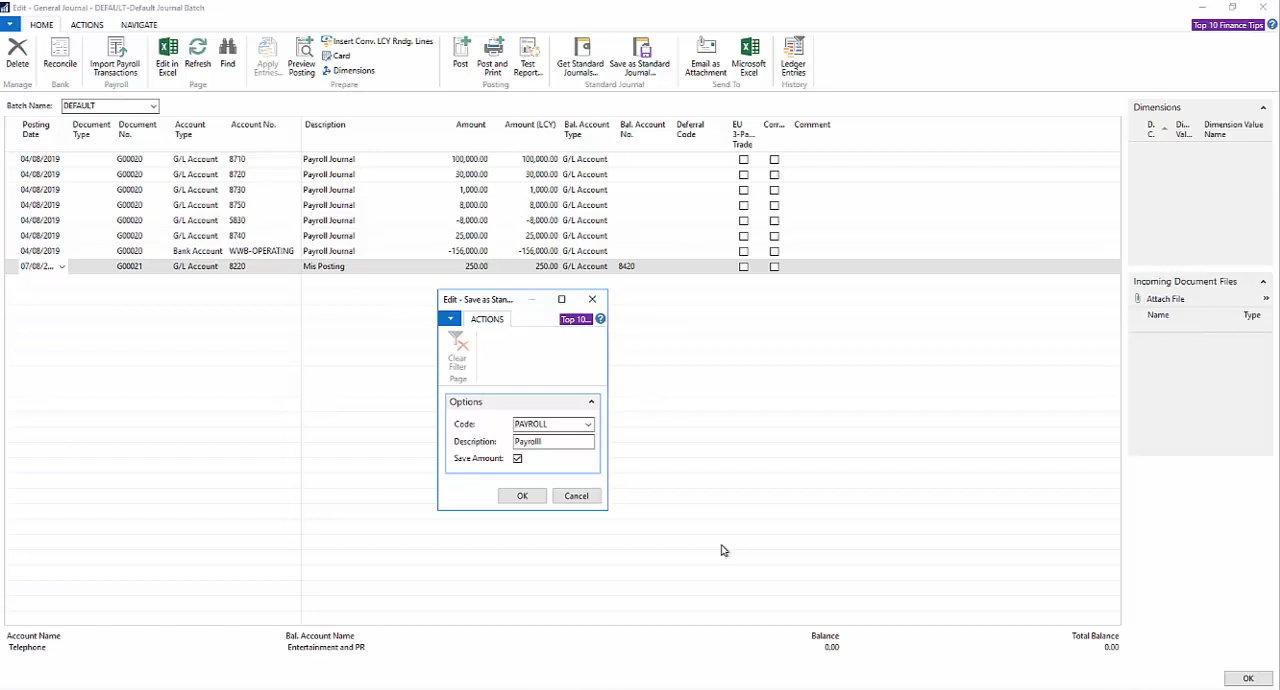 Edit - General Journal - DEFAULT-Default Journal Batch
HOME ACTIONS NAVIGATE
Top 10 Finance Tips
Delete
Reconcile
Import Payroll Transactions
Edit in Excel
Refresh
Find
Apply Entries...
Preview Posting
Insert Conv. LCY Rndg. Lines
Card
Dimensions
Post
Post and Print
Test Report...
Get Standard Journals...
Save as Standard Journal...
Email as Attachment
Microsoft Excel
Ledger Entries
Manage Bank Payroll Page Prepare Posting Standard Journal Send To History
Batch Name: DEFAULT
Posting Date Document Type Document No. Account Type Account No. Description Amount Amount (LCY) Bal. Account Type Bal. Account No. Deferral Code EU 3-Pa... Trade Corr... Comment
04/08/2019 G00020 G/L Account 8710 Payroll Journal 100,000.00 100,000.00 G/L Account
04/08/2019 G00020 G/L Account 8720 Payroll Journal 30,000.00 30,000.00 G/L Account
04/08/2019 G00020 G/L Account 8730 Payroll Journal 1,000.00 1,000.00 G/L Account
04/08/2019 G00020 G/L Account 8750 Payroll Journal 8,000.00 8,000.00 G/L Account
04/08/2019 G00020 G/L Account 5830 Payroll Journal -8,000.00 -8,000.00 G/L Account
04/08/2019 G00020 G/L Account 8740 Payroll Journal 25,000.00 25,000.00 G/L Account
04/08/2019 G00020 Bank Account WWB-OPERATING Payroll Journal -156,000.00 -156,000.00 G/L Account
07/08/2... G00021 G/L Account 8220 Mis Posting 250.00 250.00 G/L Account 8420
Dimensions
D. C. Di... Val... Dimension Value Name
Incoming Document Files
Attach File
Name Type
Edit - Save as Stan...
ACTIONS Top 10...
Clear Filter
Page
Options
Code: PAYROLL
Description: Payrolll
Save Amount:
OK Cancel
Account Name Bal. Account Name Balance Total Balance
Telephone Entertainment and PR 0.00 0.00
OK